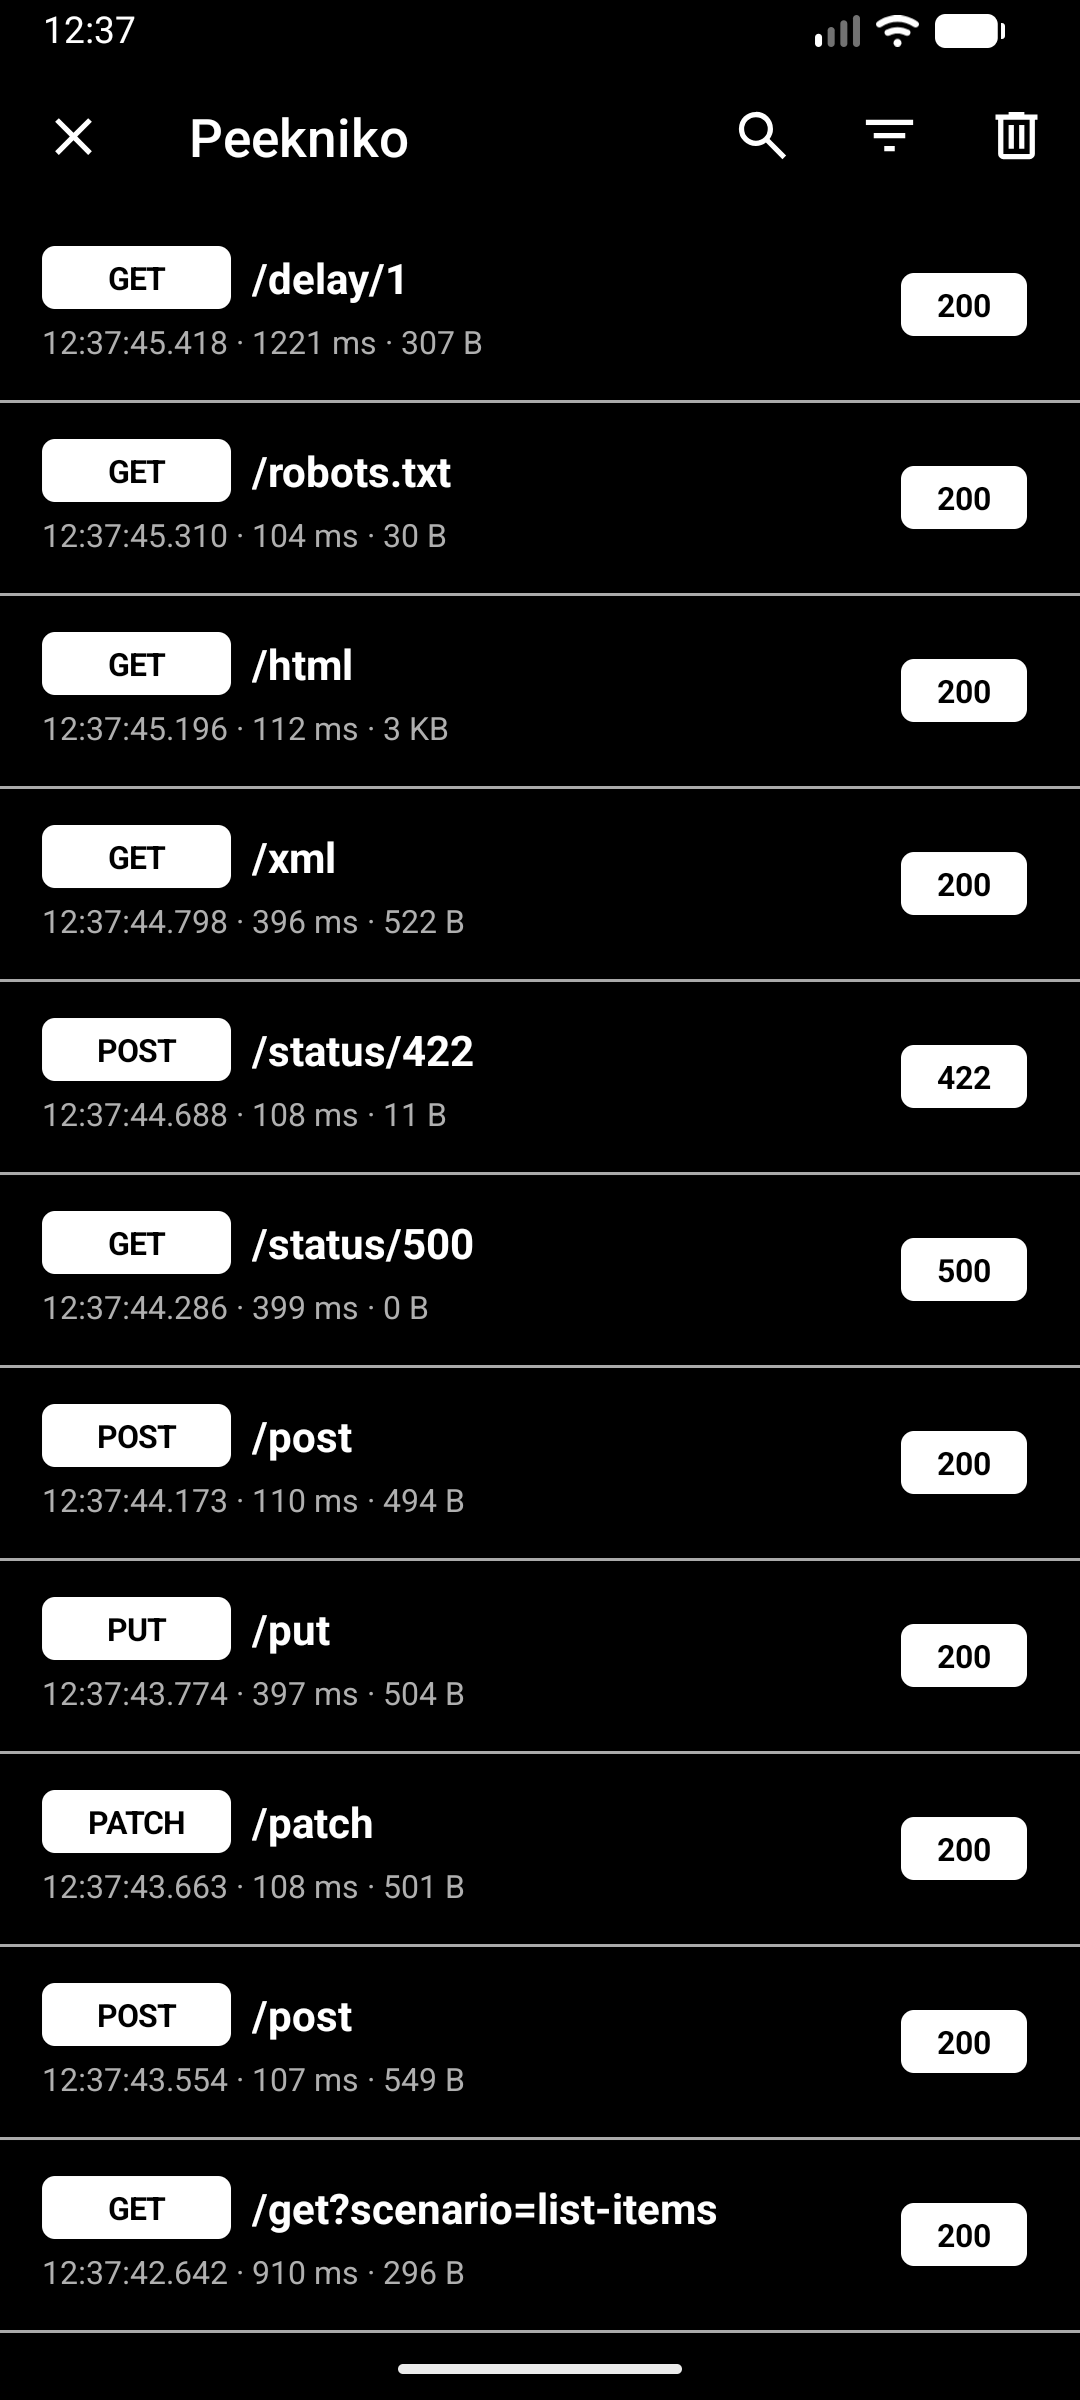 12:37
Peekniko
GET /delay/1
200
12:37:45.418 · 1221 ms · 307 B
GET /robots.txt
200
12:37:45.310 · 104 ms · 30 B
GET /html
200
12:37:45.196 · 112 ms · 3 KB
GET /xml
200
12:37:44.798 · 396 ms · 522 B
POST /status/422
422
12:37:44.688 · 108 ms · 11 B
GET /status/500
500
12:37:44.286 · 399 ms · 0 B
POST /post
200
12:37:44.173 · 110 ms · 494 B
PUT /put
200
12:37:43.774 · 397 ms · 504 B
PATCH /patch
200
12:37:43.663 · 108 ms · 501 B
POST /post
200
12:37:43.554 · 107 ms · 549 B
GET /get?scenario=list-items
200
12:37:42.642 · 910 ms · 296 B